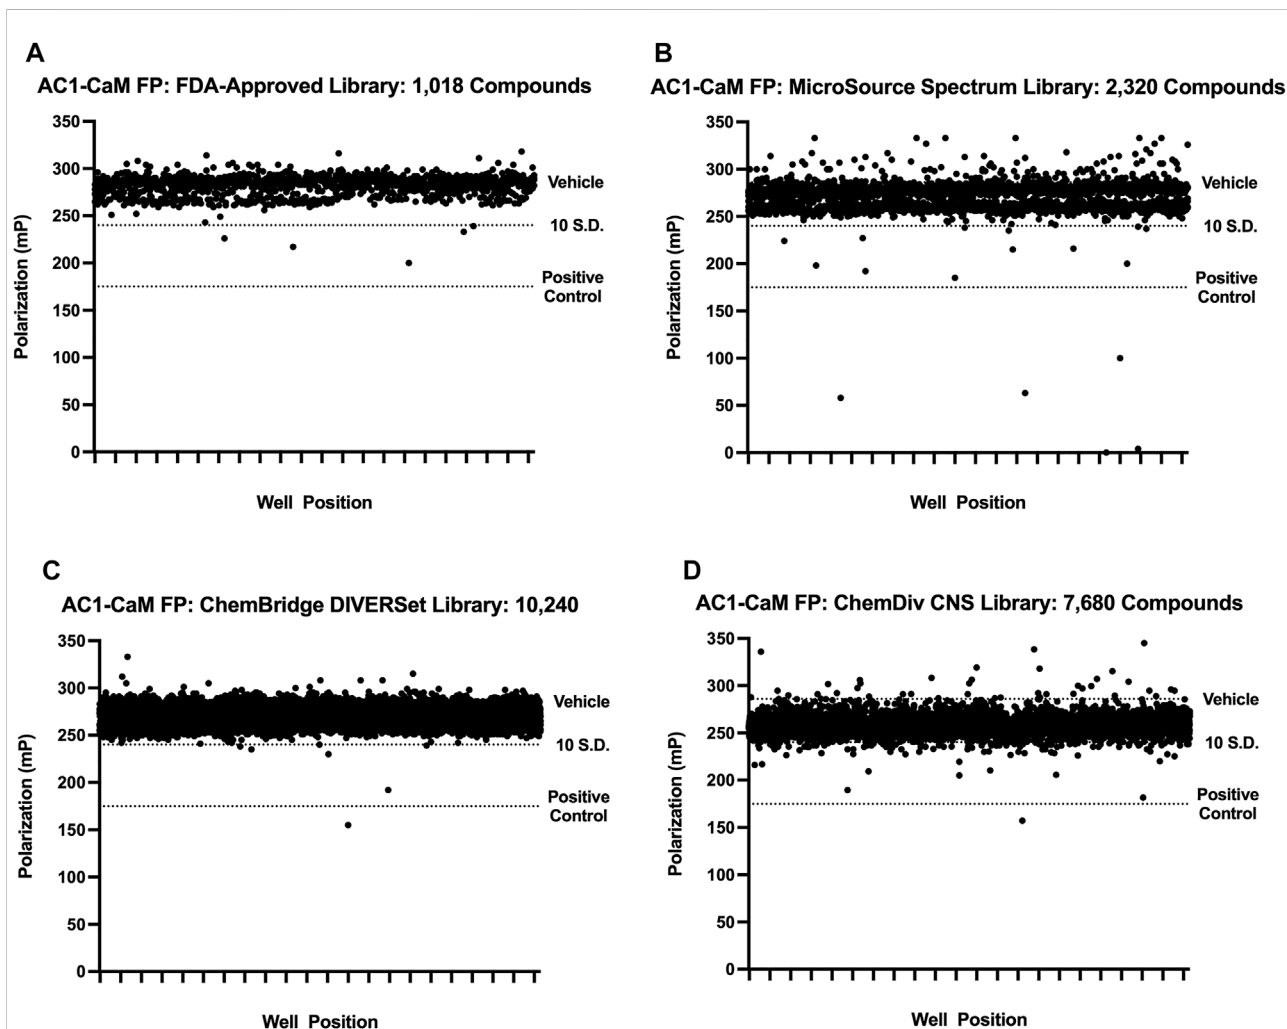 A
AC1-CaM FP: FDA-Approved Library: 1,018 Compounds
350
300
250
200
150
100
50
0
Polarization (mP)
Vehicle
10 S.D.
Positive
Control
Well Position
B
AC1-CaM FP: MicroSource Spectrum Library: 2,320 Compounds
350
300
250
200
150
100
50
0
Polarization (mP)
Vehicle
10 S.D.
Positive
Control
Well Position
C
AC1-CaM FP: ChemBridge DIVERSet Library: 10,240
350
300
250
200
150
100
50
0
Polarization (mP)
Vehicle
10 S.D.
Positive
Control
Well Position
D
AC1-CaM FP: ChemDiv CNS Library: 7,680 Compounds
350
300
250
200
150
100
50
0
Polarization (mP)
Vehicle
10 S.D.
Positive
Control
Well Position